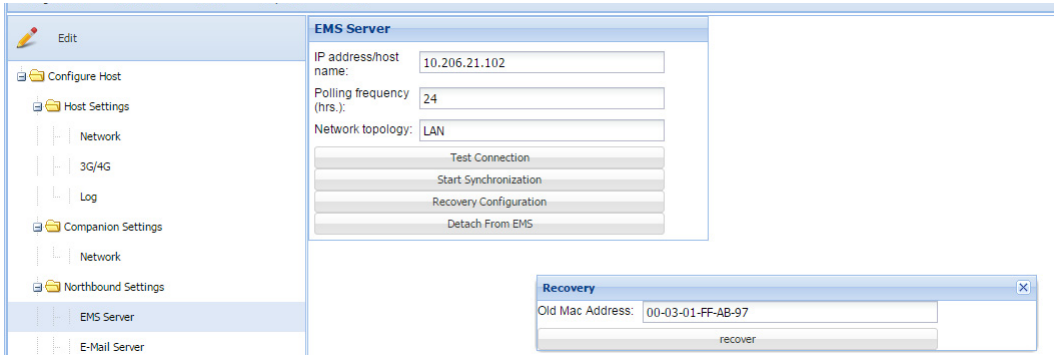 Edit
Configure Host
Host Settings
Network
3G/4G
Log
Companion Settings
Network
Northbound Settings
EMS Server
E-Mail Server
EMS Server
IP address/host name:
10.206.21.102
Polling frequency (hrs.):
24
Network topology:
LAN
Test Connection
Start Synchronization
Recovery Configuration
Detach From EMS
Recovery
Old Mac Address:
00-03-01-FF-AB-97
recover